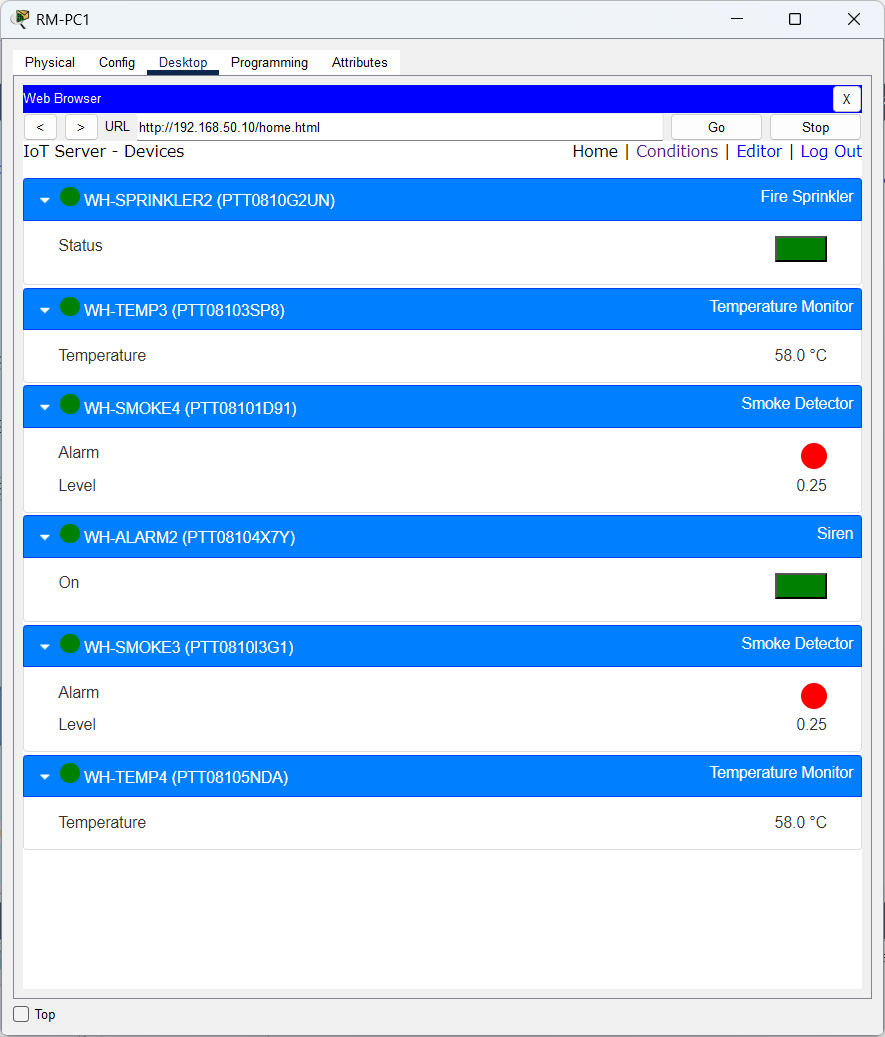 RM-PC1
Physical Config Desktop Programming Attributes
Web Browser X
< > URL http://192.168.50.10/home.html Go Stop
IoT Server - Devices Home | Conditions | Editor | Log Out
WH-SPRINKLER2 (PTT0810G2UN) Fire Sprinkler
Status
WH-TEMP3 (PTT08103SP8) Temperature Monitor
Temperature 58.0 °C
WH-SMOKE4 (PTT08101D91) Smoke Detector
Alarm
Level 0.25
WH-ALARM2 (PTT08104X7Y) Siren
On
WH-SMOKE3 (PTT0810I3G1) Smoke Detector
Alarm
Level 0.25
WH-TEMP4 (PTT08105NDA) Temperature Monitor
Temperature 58.0 °C
Top